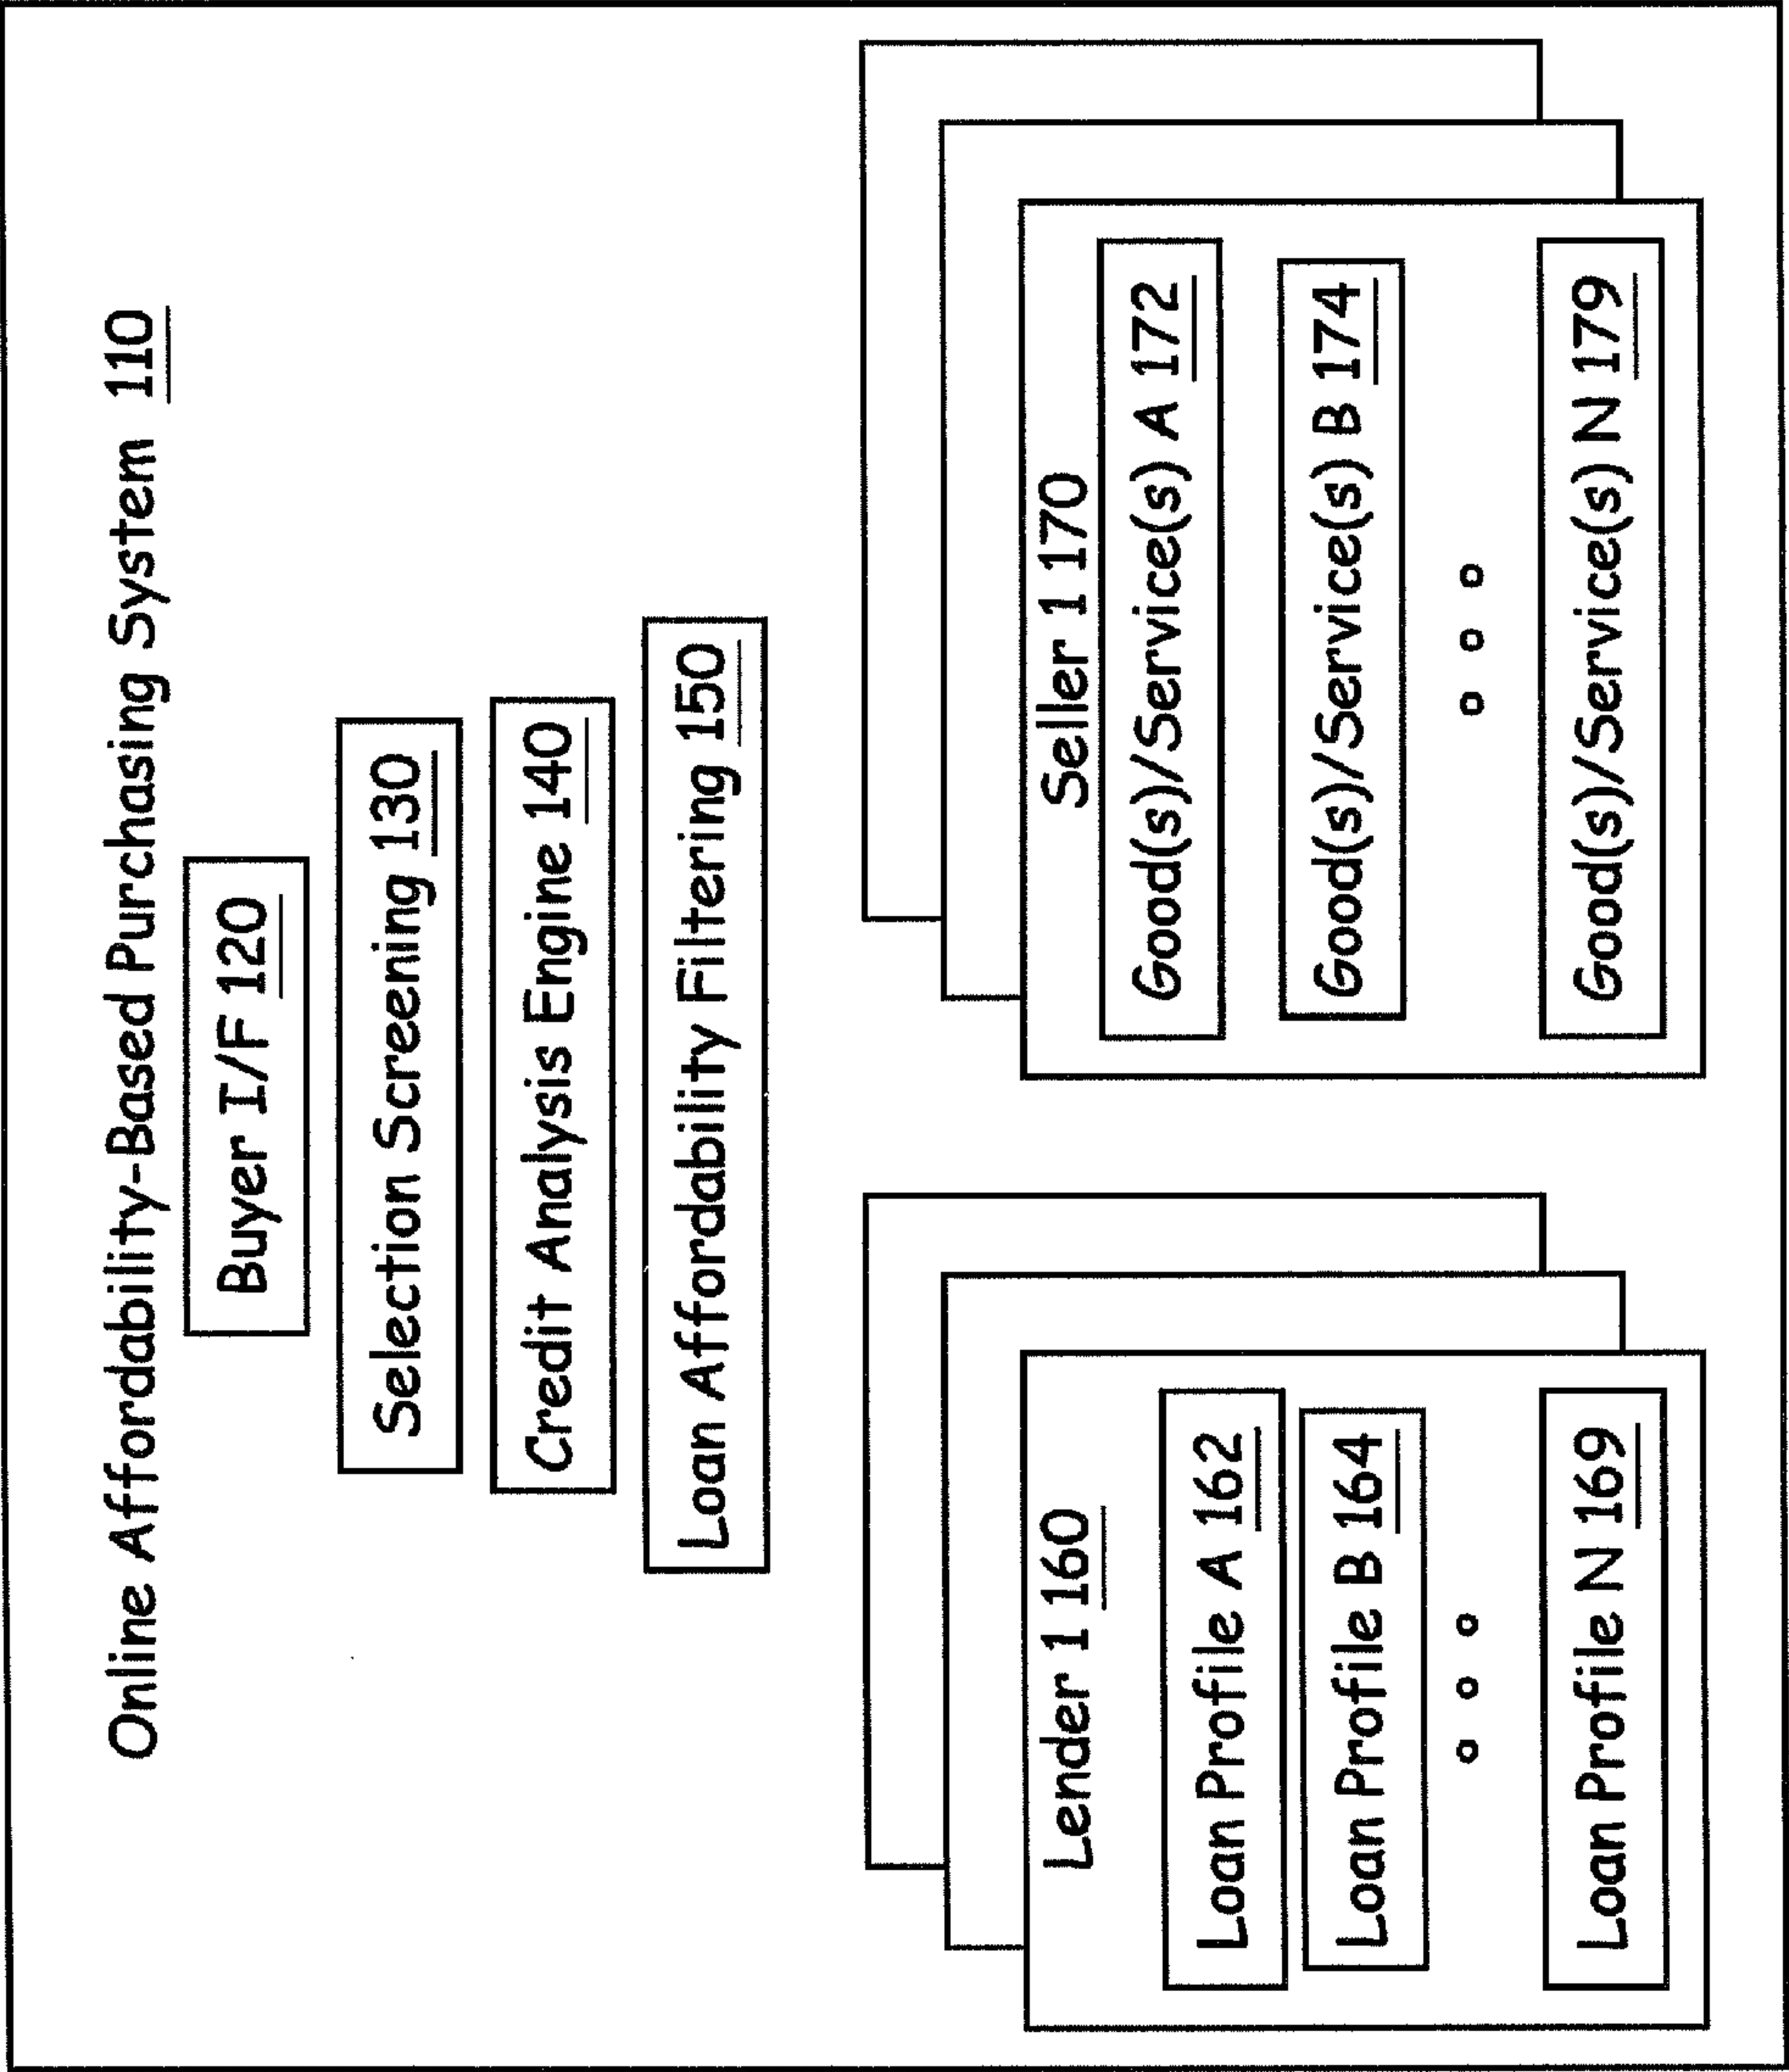 Online Affordability-Based Purchasing System 110
Buyer I/F 120
Selection Screening 130
Credit Analysis Engine 140
Loan Affordability Filtering 150
Lender 1 160
Loan Profile A 162
Loan Profile B 164
Loan Profile N 169
Seller 1 170
Good(s)/Service(s) A 172
Good(s)/Service(s) B 174
Good(s)/Service(s) N 179